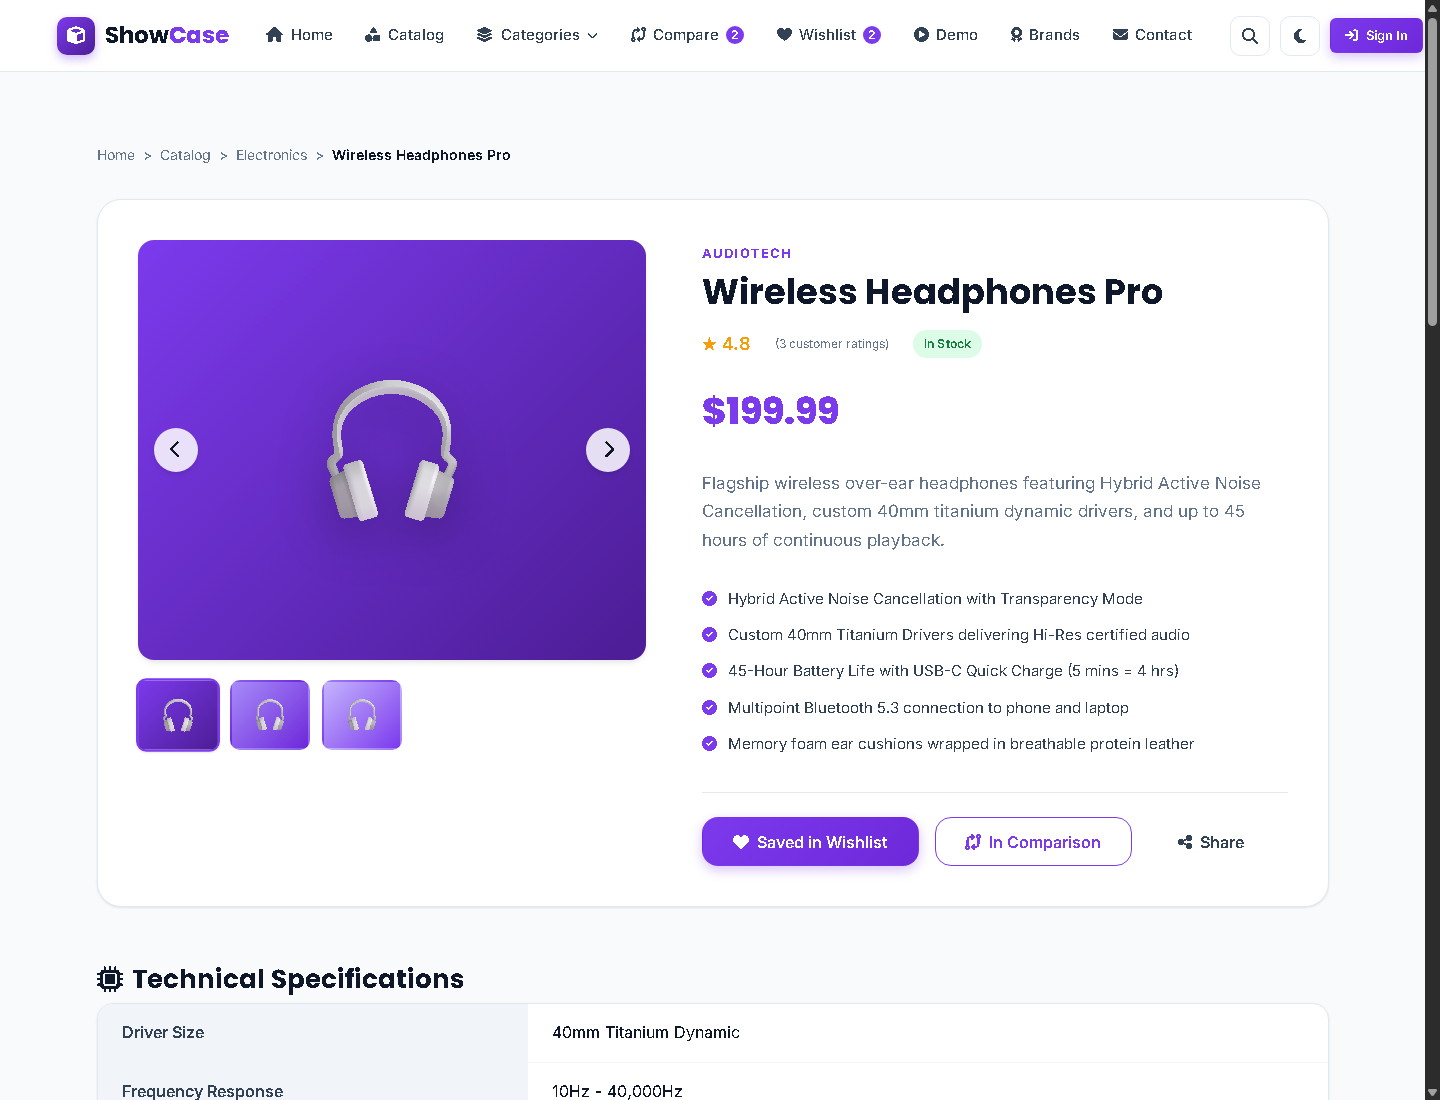 ShowCase
Home
Catalog
Categories
Compare 2
Wishlist 2
Demo
Brands
Contact
Sign In
Home > Catalog > Electronics > Wireless Headphones Pro
AUDIOTECH
Wireless Headphones Pro
4.8 (3 customer ratings) In Stock
$199.99
Flagship wireless over-ear headphones featuring Hybrid Active Noise
Cancellation, custom 40mm titanium dynamic drivers, and up to 45
hours of continuous playback.
Hybrid Active Noise Cancellation with Transparency Mode
Custom 40mm Titanium Drivers delivering Hi-Res certified audio
45-Hour Battery Life with USB-C Quick Charge (5 mins = 4 hrs)
Multipoint Bluetooth 5.3 connection to phone and laptop
Memory foam ear cushions wrapped in breathable protein leather
Saved in Wishlist
In Comparison
Share
Technical Specifications
Driver Size 40mm Titanium Dynamic
Frequency Response 10Hz - 40,000Hz